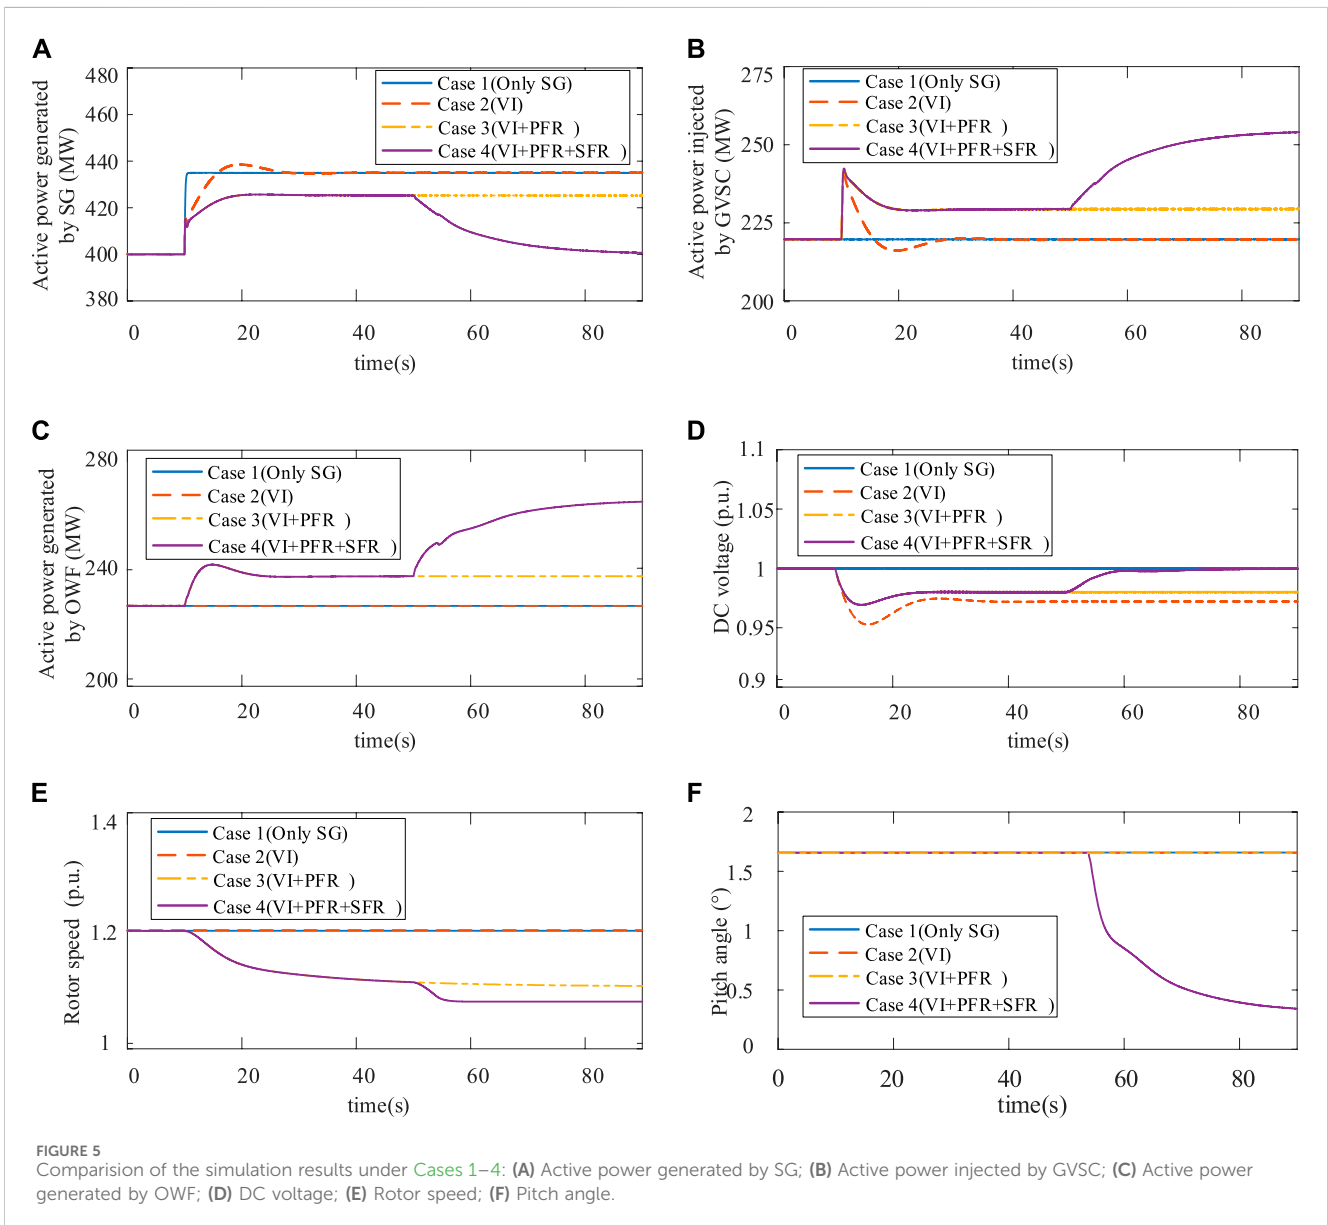 A
480
460
435
420
400
380
Active power generated
by SG (MW)
Case 1(Only SG)
Case 2(VI)
Case 3(VI+PFR )
Case 4(VI+PFR+SFR )
0 20 40 60 80
time(s)
B
275
250
225
200
Active power injected
by GVSC (MW)
Case 1(Only SG)
Case 2(VI)
Case 3(VI+PFR )
Case 4(VI+PFR+SFR )
0 20 40 60 80
time(s)
C
280
240
200
Active power generated
by OWF (MW)
Case 1(Only SG)
Case 2(VI)
Case 3(VI+PFR )
Case 4(VI+PFR+SFR )
0 20 40 60 80
time(s)
D
1.1
1.05
1
0.95
0.9
DC voltage (p.u.)
Case 1(Only SG)
Case 2(VI)
Case 3(VI+PFR )
Case 4(VI+PFR+SFR )
0 20 40 60 80
time(s)
E
1.4
1.2
1
Rotor speed (p.u.)
Case 1(Only SG)
Case 2(VI)
Case 3(VI+PFR )
Case 4(VI+PFR+SFR )
0 20 40 60 80
time(s)
F
2
1.5
1
0.5
0
Pitch angle (°)
Case 1(Only SG)
Case 2(VI)
Case 3(VI+PFR )
Case 4(VI+PFR+SFR )
0 20 40 60 80
time(s)
FIGURE 5
Comparision of the simulation results under Cases 1–4: (A) Active power generated by SG; (B) Active power injected by GVSC; (C) Active power
generated by OWF; (D) DC voltage; (E) Rotor speed; (F) Pitch angle.